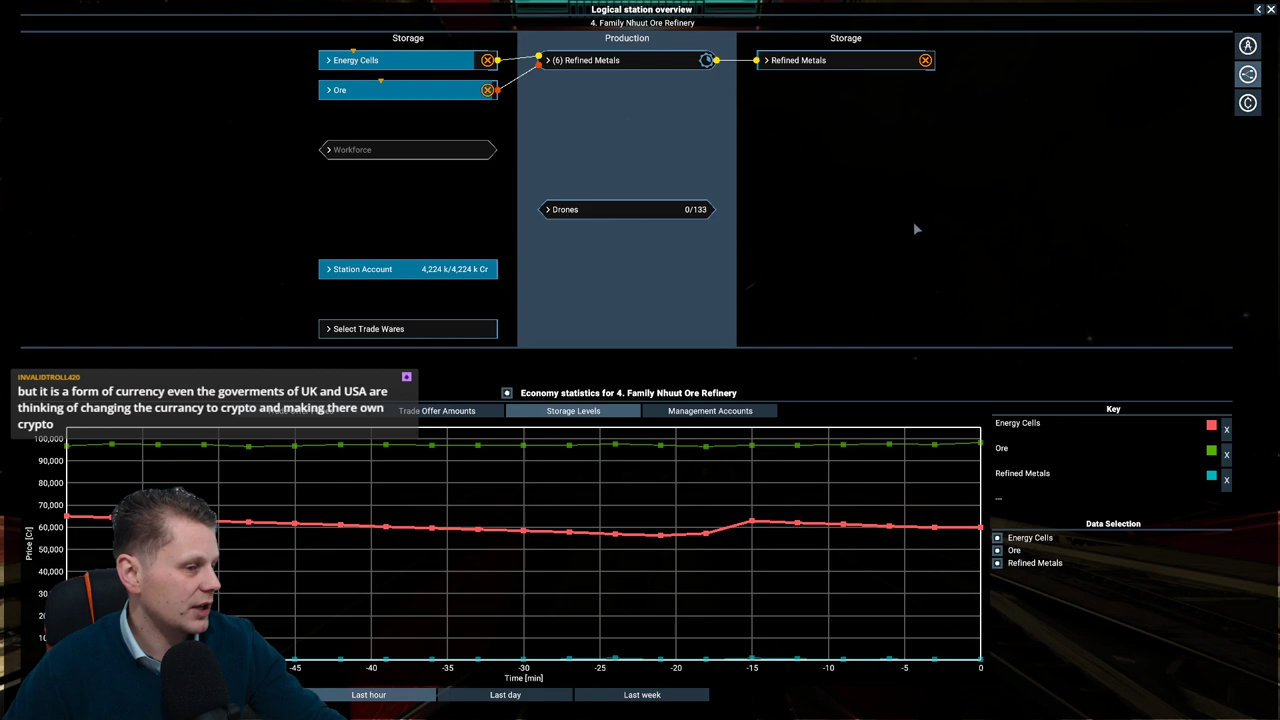 Logical station overview
4. Family Nhuut Ore Refinery
Storage
Production
Storage
Energy Cells
(6) Refined Metals
Refined Metals
Ore
Workforce
Drones 0/133
Station Account 4,224 k/4,224 k Cr
Select Trade Wares
INVALIDTROLL420
but it is a form of currency even the goverments of UK and USA are
thinking of changing the currancy to crypto and making there own
crypto
Economy statistics for 4. Family Nhuut Ore Refinery
Trade Offer Amounts
Storage Levels
Management Accounts
Key
Energy Cells X
Ore X
Refined Metals X
---
Data Selection
Energy Cells
Ore
Refined Metals
100,000
90,000
80,000
70,000
60,000
50,000
40,000
Price [Cr]
-45 -40 -35 -30 -25 -20 -15 -10 -5 0
Time [min]
Last hour
Last day
Last week